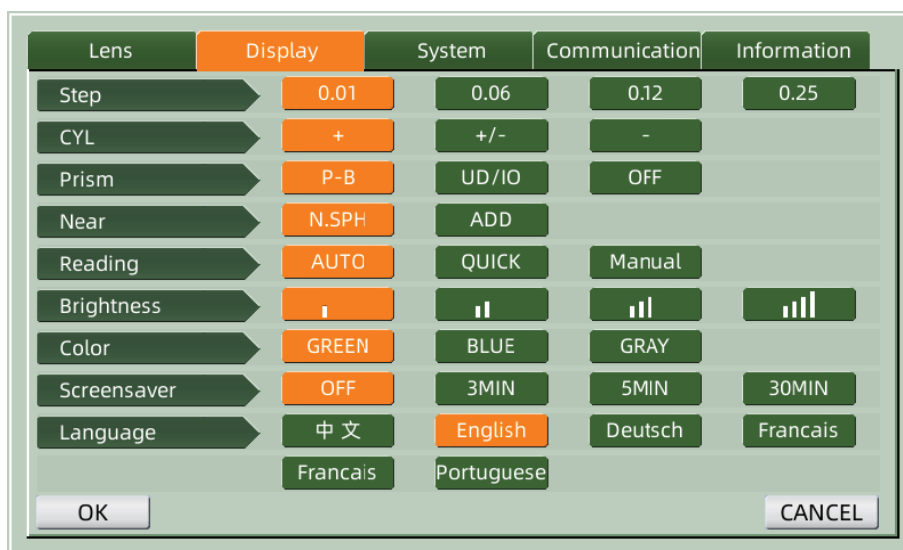 Lens Display System Communication Information
Step 0.01 0.06 0.12 0.25
CYL + +/- -
Prism P-B UD/IO OFF
Near N.SPH ADD
Reading AUTO QUICK Manual
Brightness
Color GREEN BLUE GRAY
Screensaver OFF 3MIN 5MIN 30MIN
Language 中文 English Deutsch Francais
Francais Portuguese
OK CANCEL